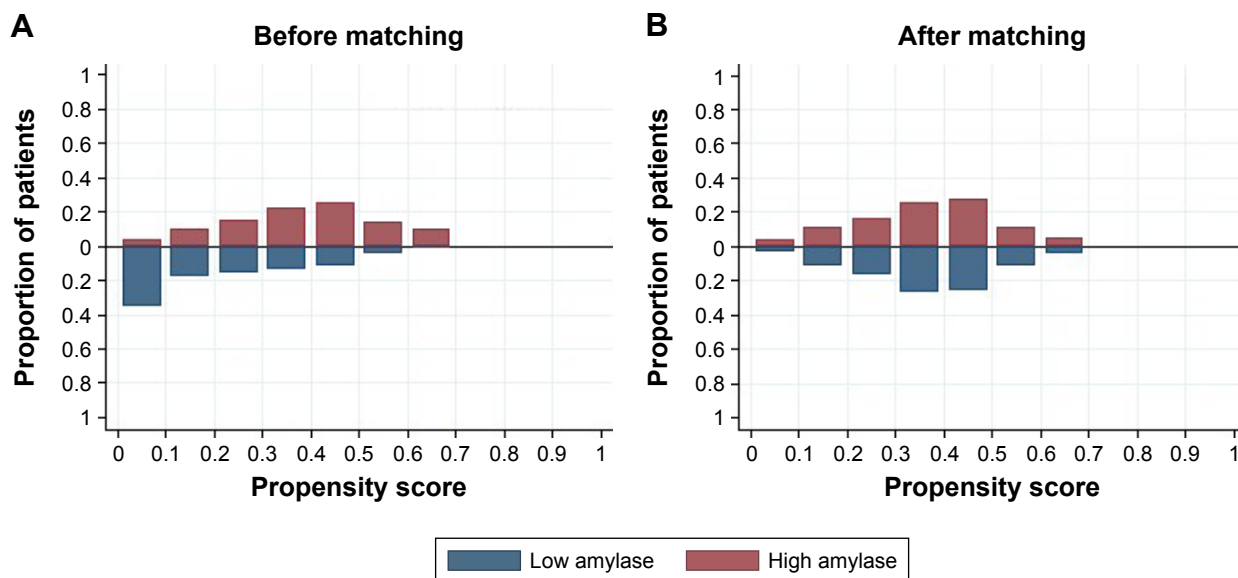 A
Before matching
Proportion of patients
1
0.8
0.6
0.4
0.2
0
0.2
0.4
0.6
0.8
1
0 0.1 0.2 0.3 0.4 0.5 0.6 0.7 0.8 0.9 1
Propensity score
B
After matching
Proportion of patients
1
0.8
0.6
0.4
0.2
0
0.2
0.4
0.6
0.8
1
0 0.1 0.2 0.3 0.4 0.5 0.6 0.7 0.8 0.9 1
Propensity score
Low amylase High amylase